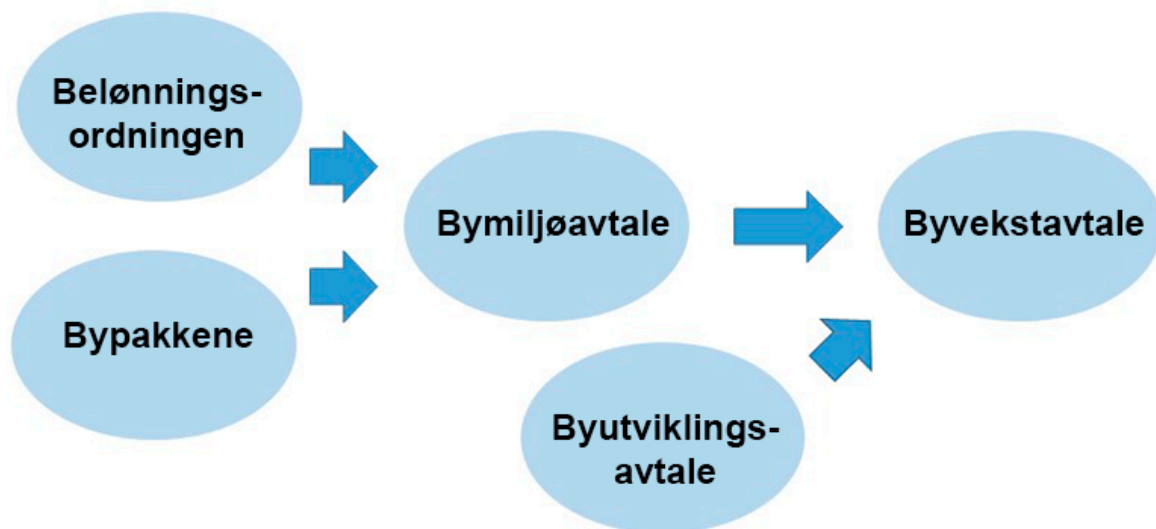 Belønnings-
ordningen
Bypakkene
Bymiljøavtale
Byutviklings-
avtale
Byvekstavtale